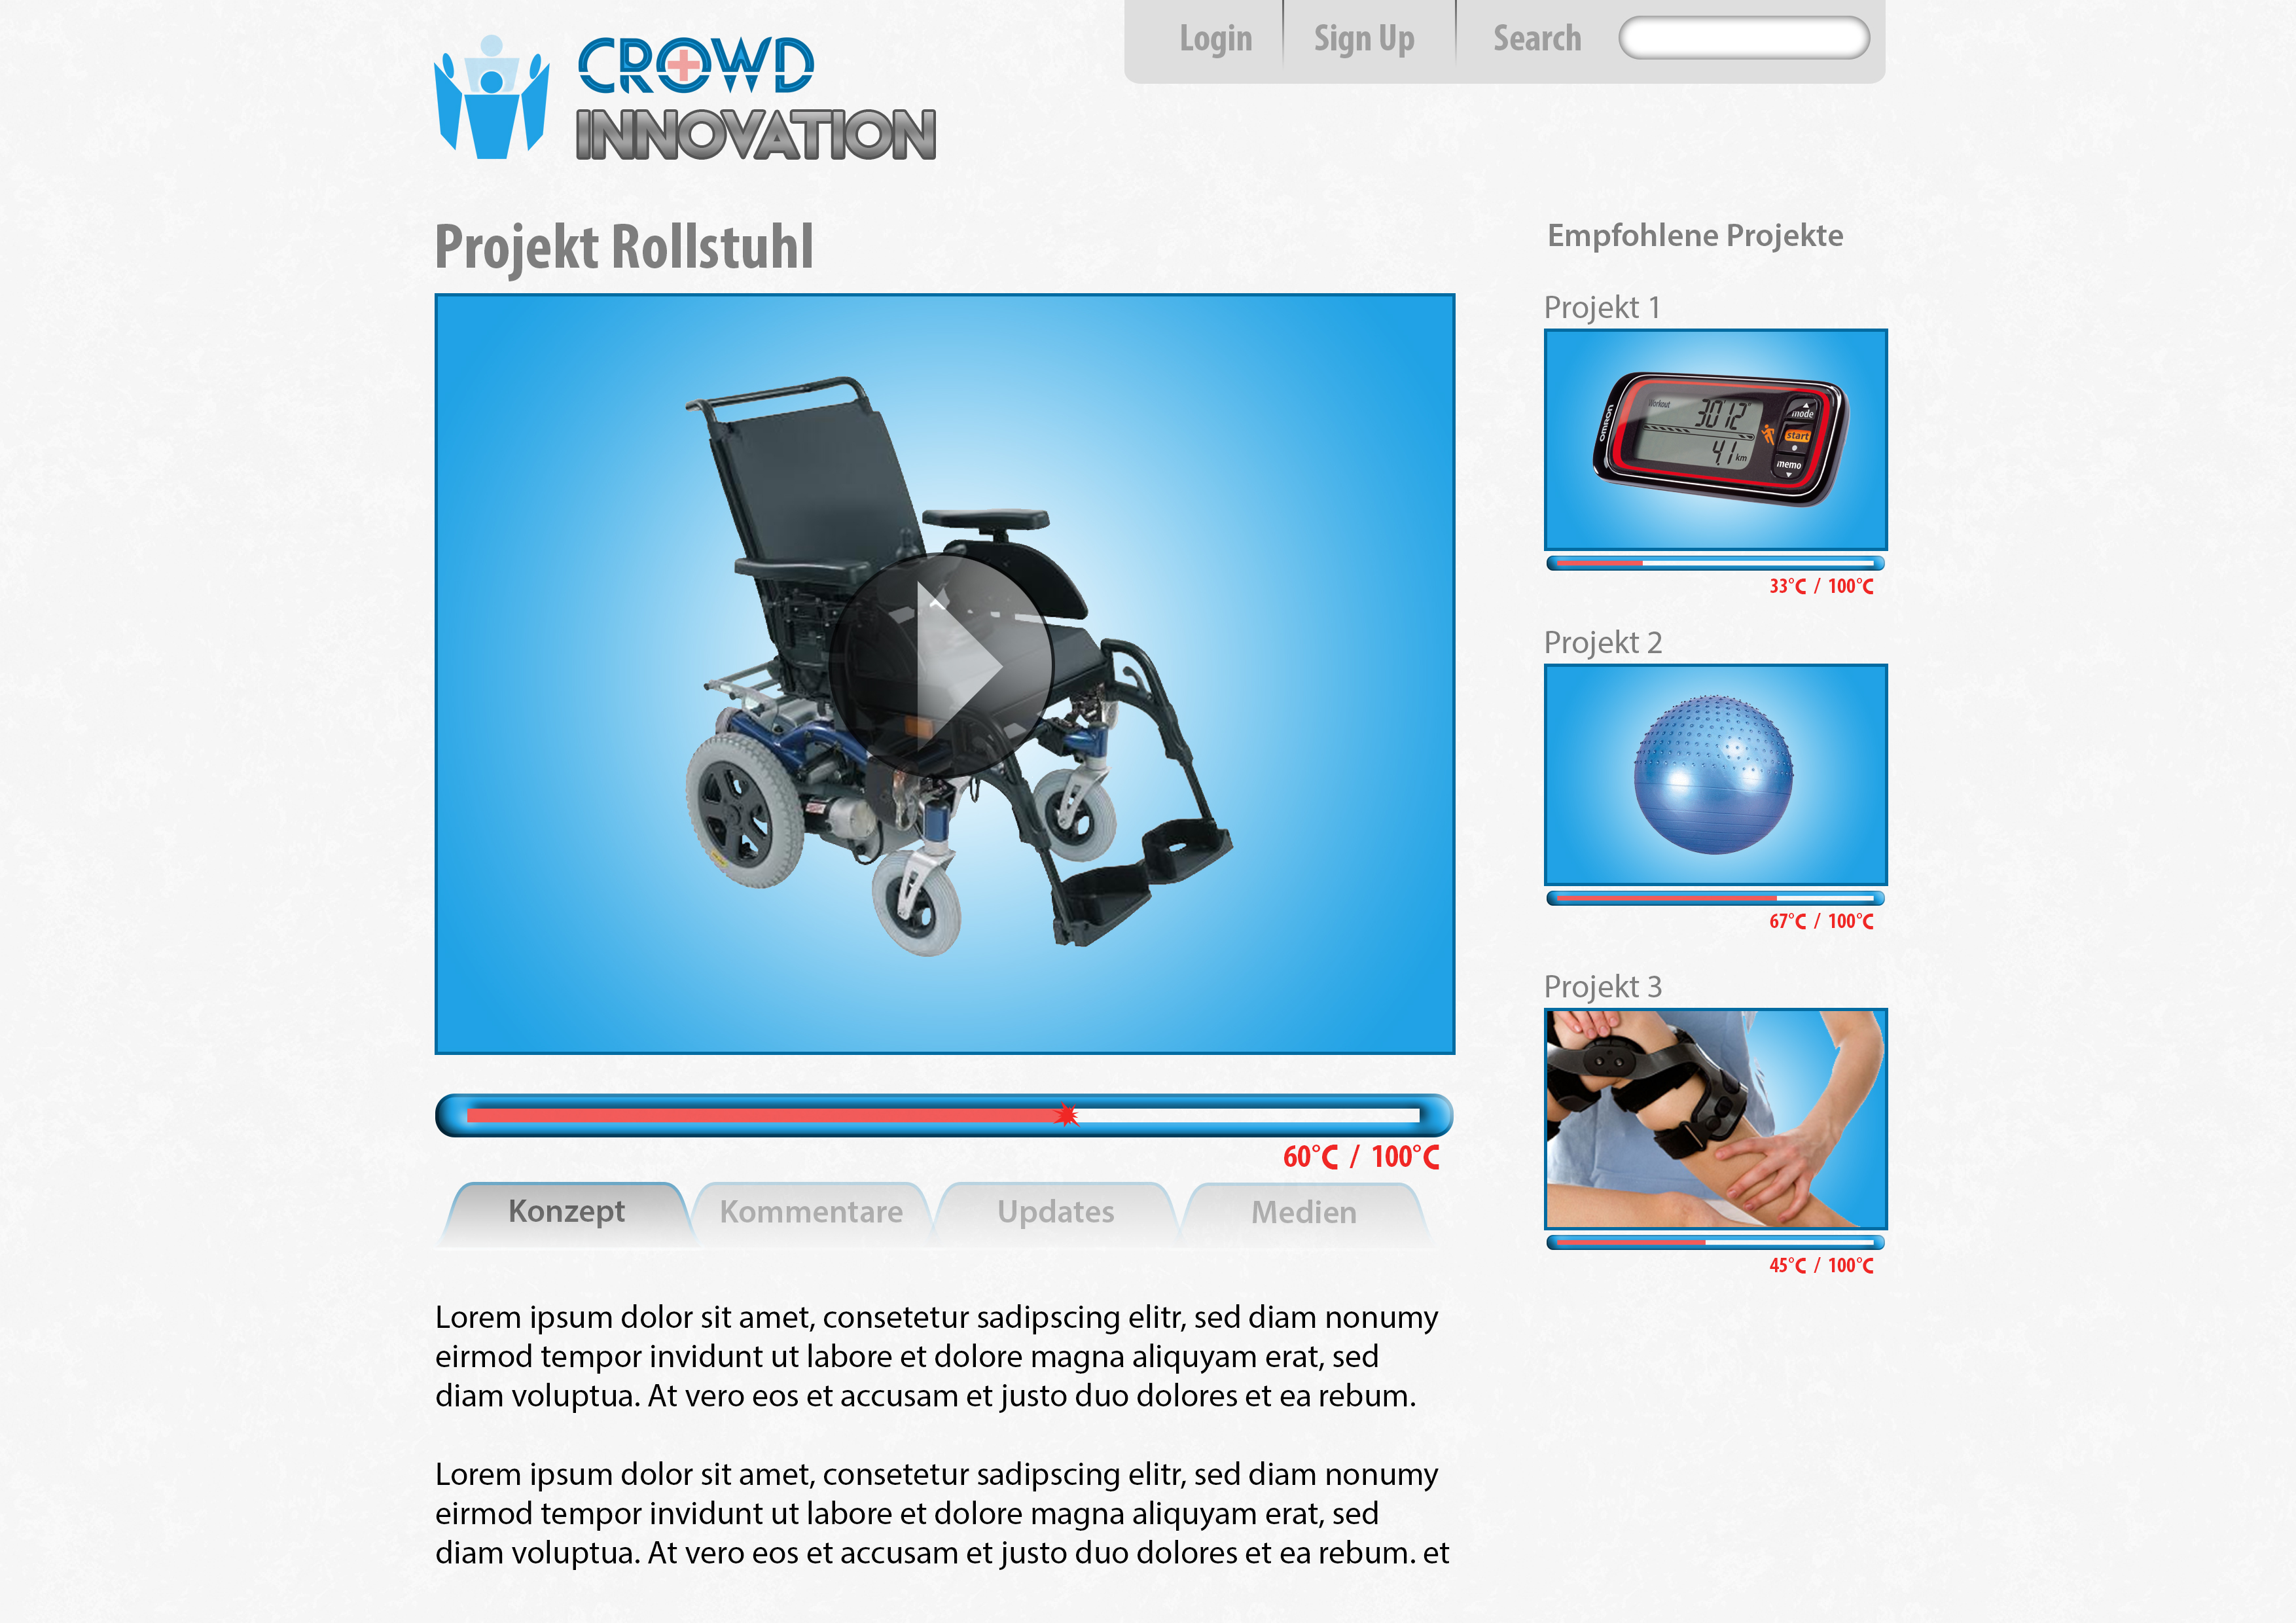 CROWD
INNOVATION
Login
Sign Up
Search
Projekt Rollstuhl
60°C / 100°C
Konzept
Kommentare
Updates
Medien
Lorem ipsum dolor sit amet, consetetur sadipscing elitr, sed diam nonumy
eirmod tempor invidunt ut labore et dolore magna aliquyam erat, sed
diam voluptua. At vero eos et accusam et justo duo dolores et ea rebum.
Lorem ipsum dolor sit amet, consetetur sadipscing elitr, sed diam nonumy
eirmod tempor invidunt ut labore et dolore magna aliquyam erat, sed
diam voluptua. At vero eos et accusam et justo duo dolores et ea rebum. et
Empfohlene Projekte
Projekt 1
OMRON
Workout
30'12"
4.1 km
mode
start
memo
33°C / 100°C
Projekt 2
67°C / 100°C
Projekt 3
45°C / 100°C